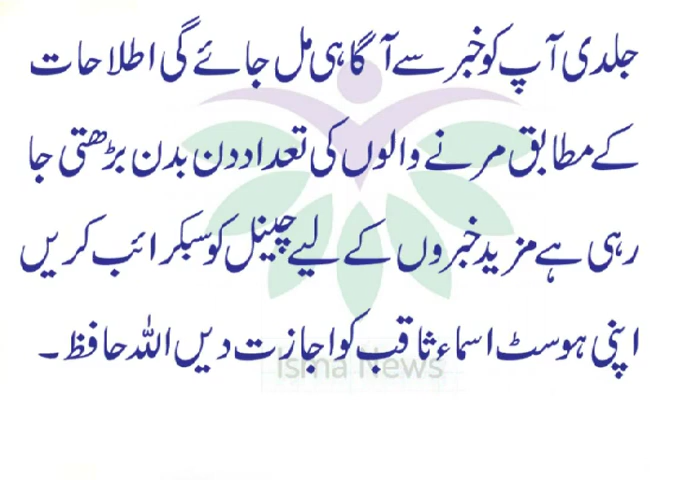 جلدی آپ کو خبر سے آگاہی مل جائے گی اطلاحات
کے مطابق مرنے والوں کی تعداد دن بدن بڑھتی جا
رہی ہے مزید خبروں کے لیے چینل کو سبکرائب کریں
اپنی ہوسٹ اسماء ثاقب کو اجازت دیں اللہ حافظ ۔
Isma News